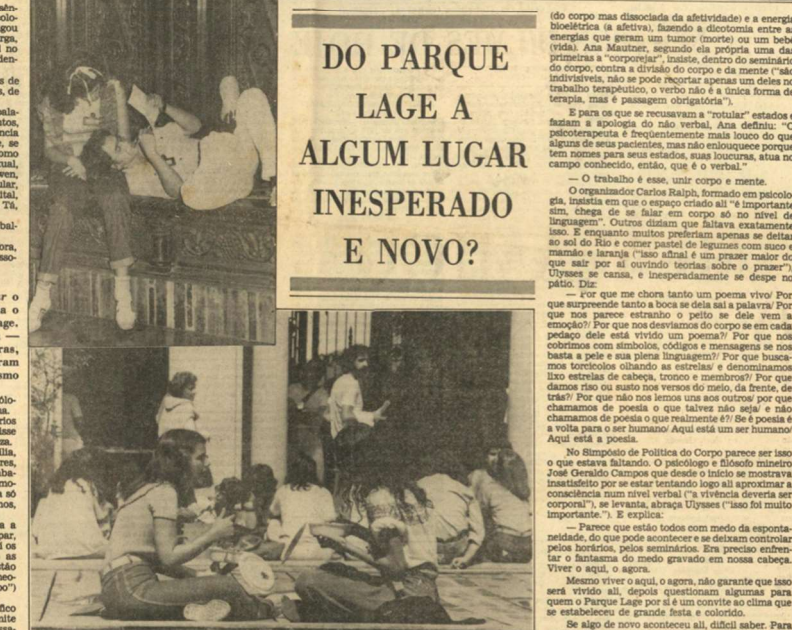 DO PARQUE
LAGE A
ALGUM LUGAR
INESPERADO
E NOVO?
(do corpo mas dissociada da afetividade) e a energia
bioelétrica (a afetiva), fazendo a dicotomia entre as
energias que geram um tumor (morte) ou um bebê
(vida). Ana Mautner, segundo ela própria uma das
primeiras a "corporejar", insiste, dentro do seminário
do corpo, contra a divisão do corpo e da mente ("são
indivisíveis, não se pode recortar apenas um deles no
trabalho terapêutico, o verbo não é a única forma de
terapia, mas é passagem obrigatória").
E para os que se recusavam a "rotular" estados e
faziam a apologia do não verbal, Ana definiu: "O
psicoterapeuta é freqüentemente mais louco do que
alguns de seus pacientes, mas não enlouquece porque
tem nomes para seus estados, suas loucuras, atua no
campo conhecido, então, que é o verbal."
— O trabalho é esse, unir corpo e mente.
O organizador Carlos Ralph, formado em psicolo-
gia, insistia em que o espaço criado ali "é importante
sim, chega de se falar em corpo só no nível de
linguagem". Outros diziam que faltava exatamente
isso. E enquanto muitos preferiam apenas se deitar
ao sol do Rio e comer pastel de legumes com suco e
mamão e laranja ("isso afinal é um prazer maior do
que sair por aí ouvindo teorias sobre o prazer"),
Ulysses se cansa, e inesperadamente se despe no
pátio. Diz:
— Por que me chora tanto um poema vivo/ Por
que surpreende tanto a boca se dela sai a palavra/ Por
que nos parece estranho o peito se dele vem a
emoção?/ Por que nos desviamos do corpo se em cada
pedaço dele está vivido um poema?/ Por que nos
cobrimos com símbolos, códigos e mensagens se nos
basta a pele e sua plena linguagem?/ Por que busca-
mos torcicolos olhando as estrelas/ e denominamos
lixo estrelas de cabeça, tronco e membros?/ Por que
damos riso ou susto nos versos do meio, da frente, de
trás?/ Por que não nos lemos uns aos outros/ por que
chamamos de poesia o que talvez não seja/ e não
chamamos de poesia o que realmente é?/ Se é poesia é
a volta para o ser humano/ Aqui está um ser humano/
Aqui está a poesia.
No Simpósio de Política do Corpo parece ser isso
o que estava faltando. O psicólogo e filósofo mineiro
José Geraldo Campos que desde o início se mostrava
insatisfeito por se estar tentando logo ali aproximar a
consciência num nível verbal ("a vivência deveria ser
corporal"), se levanta, abraça Ulysses ("isso foi muito
importante."). E explica:
— Parece que estão todos com medo da esponta-
neidade, do que pode acontecer e se deixam controlar
pelos horários, pelos seminários. Era preciso enfren-
tar o fantasma do medo gravado em nossa cabeça.
Viver o aqui, o agora.
Mesmo viver o aqui, o agora, não garante que isso
será vivido ali, depois questionam algumas para
quem o Parque Lage por si é um convite ao clima que
se estabeleceu de grande festa e colorido.
Se algo de novo aconteceu ali, difícil saber. Para